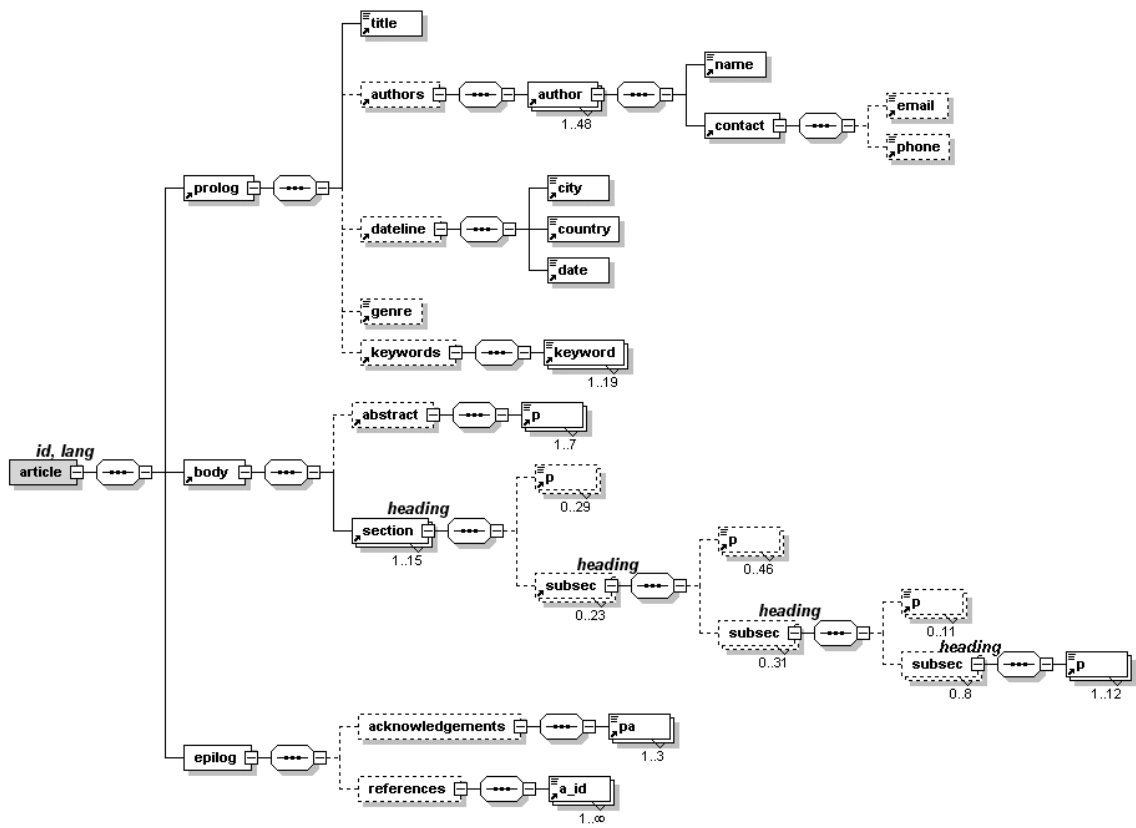 title
authors
author
1..48
name
contact
email
phone
prolog
dateline
city
country
date
genre
keywords
keyword
1..19
id, lang
article
body
abstract
p
1..7
heading
section
1..15
p
0..29
heading
subsec
0..23
p
0..46
heading
subsec
0..31
p
0..11
heading
subsec
0..8
p
1..12
epilog
acknowledgements
pa
1..3
references
a_id
1..∞